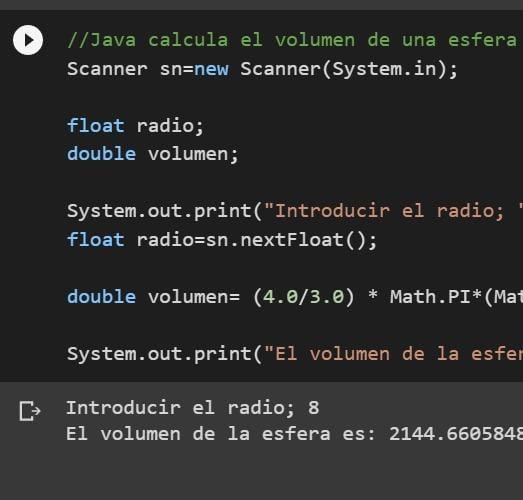 //Java calcula el volumen de una esfera
Scanner sn=new Scanner(System.in);
float radio;
double volumen;
System.out.print("Introducir el radio; "
float radio=sn.nextFloat();
double volumen= (4.0/3.0) * Math.PI*(Mat
System.out.print("El volumen de la esfer
Introducir el radio; 8
El volumen de la esfera es: 2144.6605848